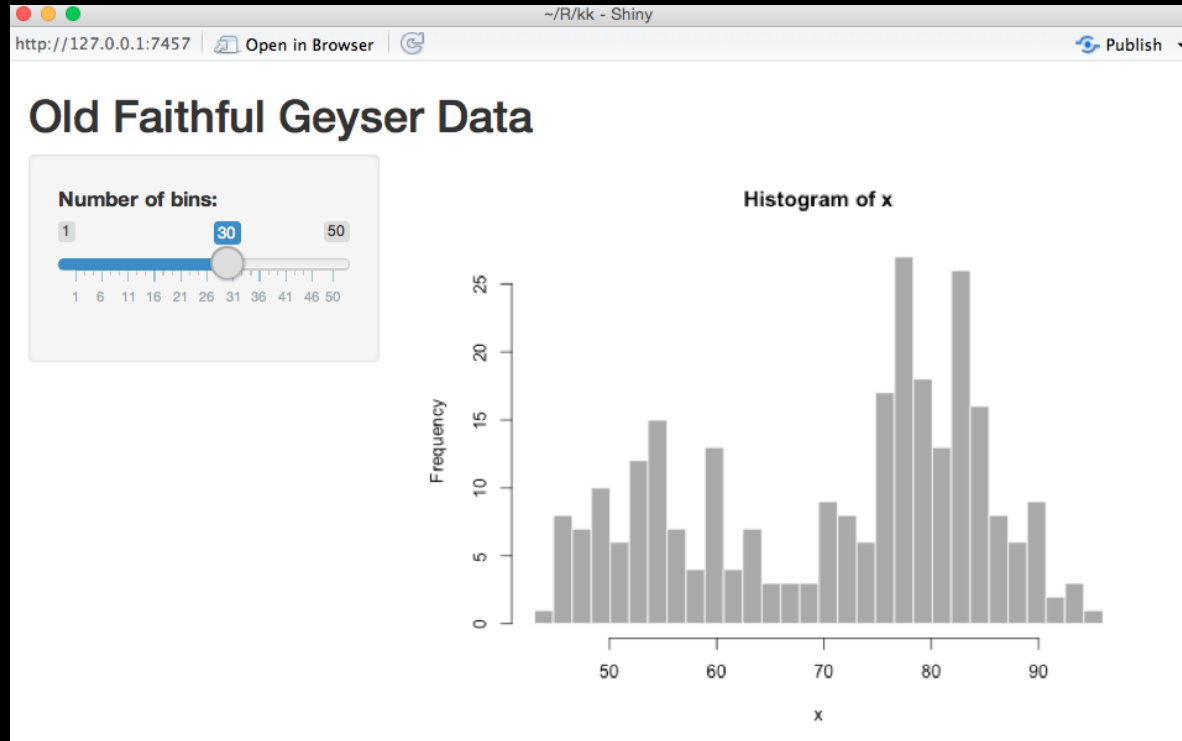 ~/R/kk - Shiny
http://127.0.0.1:7457 Open in Browser Publish
Old Faithful Geyser Data
Number of bins:
1 30 50
1 6 11 16 21 26 31 36 41 46 50
Histogram of x
Frequency
25
20
15
10
5
0
50 60 70 80 90
x